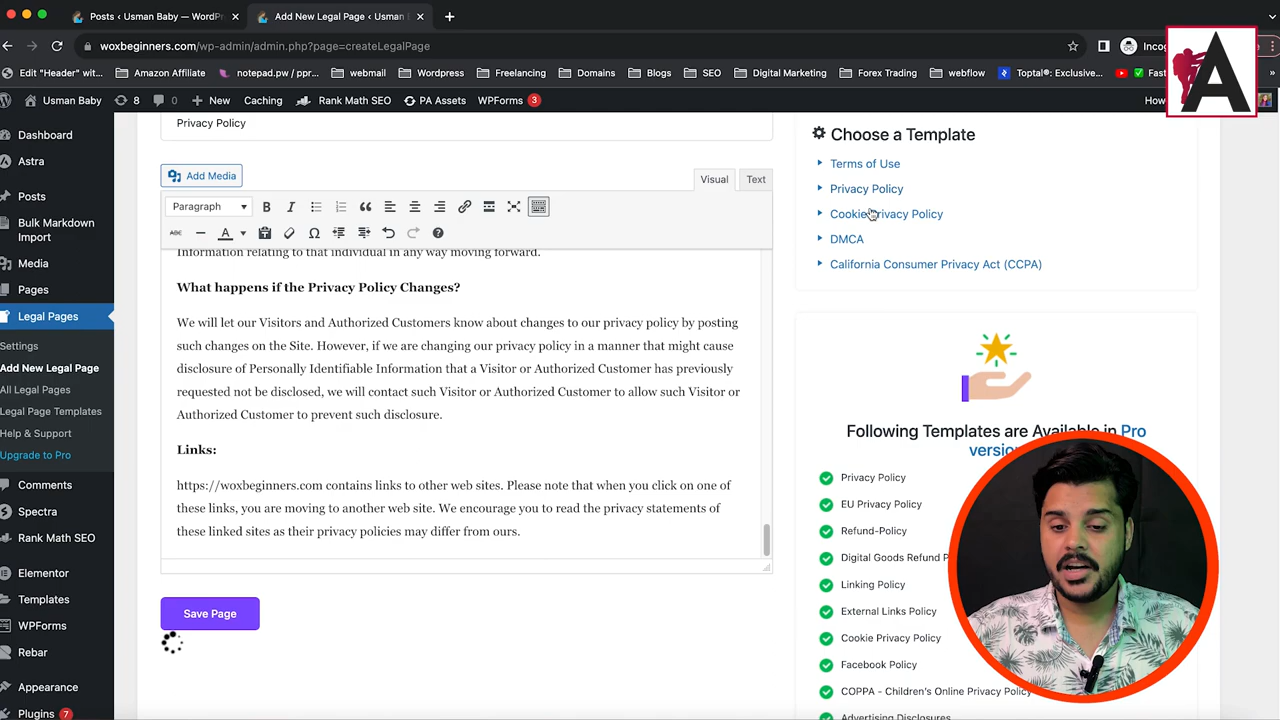 Posts ‹ Usman Baby — WordPr
Add New Legal Page ‹ Usman B
woxbeginners.com/wp-admin/admin.php?page=createLegalPage
Edit "Header" wit...
Amazon Affiliate
notepad.pw / ppr...
webmail
Wordpress
Freelancing
Domains
Blogs
SEO
Digital Marketing
Forex Trading
webflow
Toptal®: Exclusive...
A
Usman Baby
8
0
New
Caching
Rank Math SEO
PA Assets
WPForms 3
Dashboard
Astra
Posts
Bulk Markdown
Import
Media
Pages
Legal Pages
Settings
Add New Legal Page
All Legal Pages
Legal Page Templates
Help & Support
Upgrade to Pro
Comments
Spectra
Rank Math SEO
Elementor
Templates
WPForms
Rebar
Appearance
Plugins 7
Privacy Policy
Add Media
Visual
Text
Paragraph
B I
ABC
A
Information relating to that individual in any way moving forward.
What happens if the Privacy Policy Changes?
We will let our Visitors and Authorized Customers know about changes to our privacy policy by posting
such changes on the Site. However, if we are changing our privacy policy in a manner that might cause
disclosure of Personally Identifiable Information that a Visitor or Authorized Customer has previously
requested not be disclosed, we will contact such Visitor or Authorized Customer to allow such Visitor or
Authorized Customer to prevent such disclosure.
Links:
https://woxbeginners.com contains links to other web sites. Please note that when you click on one of
these links, you are moving to another web site. We encourage you to read the privacy statements of
these linked sites as their privacy policies may differ from ours.
Save Page
Choose a Template
Terms of Use
Privacy Policy
Cookie Privacy Policy
DMCA
California Consumer Privacy Act (CCPA)
Following Templates are Available in Pro
version
Privacy Policy
EU Privacy Policy
Refund-Policy
Digital Goods Refund P
Linking Policy
External Links Policy
Cookie Privacy Policy
Facebook Policy
COPPA - Children's Online Privacy Policy
Advertising Disclosures